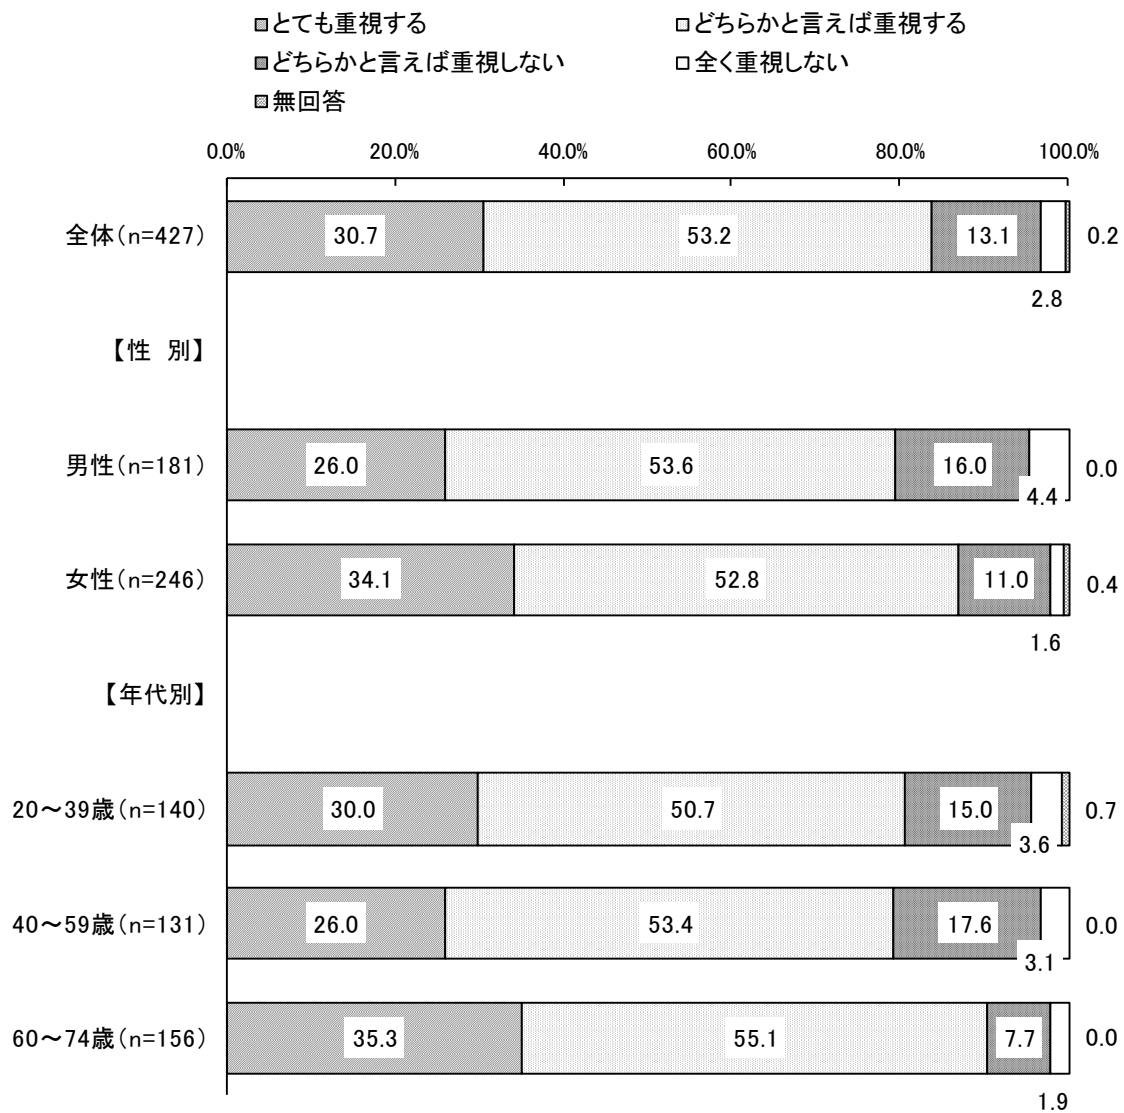 とても重視する どちらかと言えば重視する
どちらかと言えば重視しない 全く重視しない
無回答
0.0% 20.0% 40.0% 60.0% 80.0% 100.0%
全体(n=427) 30.7 53.2 13.1 0.2
2.8
【性 別】
男性(n=181) 26.0 53.6 16.0 0.0
4.4
女性(n=246) 34.1 52.8 11.0 0.4
1.6
【年代別】
20～39歳(n=140) 30.0 50.7 15.0 0.7
3.6
40～59歳(n=131) 26.0 53.4 17.6 0.0
3.1
60～74歳(n=156) 35.3 55.1 7.7 0.0
1.9